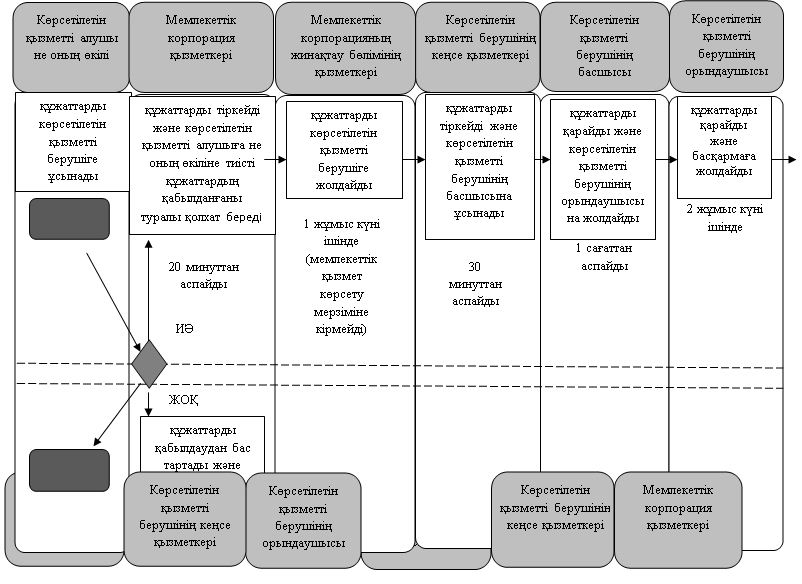 Көрсетілетін
қызметті алушы
не оның өкілі
Мемлекеттік
корпорация
қызметкері
Мемлекеттік
корпорацияның
жинақтау бөлімінің
қызметкері
Көрсетілетін
қызметті берушінің
кеңсе қызметкері
Көрсетілетін
қызметті
берушінің
басшысы
Көрсетілетін
қызметті
берушінің
орындаушысы
құжаттарды
көрсетілетін
қызметті
берушіге
ұсынады
құжаттарды тіркейді
және көрсетілетін
қызметті алушыға не
оның өкіліне тиісті
құжаттардың
қабылданғаны
туралы қолхат береді
құжаттарды
көрсетілетін
қызметті
берушіге
жолдайды
құжаттарды
тіркейді және
көрсетілетін
қызметті
берушінің
басшысына
ұсынады
құжаттарды
қарайды және
көрсетілетін
қызметті
берушінің
орындаушысы
на жолдайды
құжаттарды
қарайды
және
басқармаға
жолдайды
20 минуттан
аспайды
1 жұмыс күні
ішінде
(мемлекеттік
қызмет
көрсету
мерзіміне
кірмейді)
30
минуттан
аспайды
1 сағаттан
аспайды
2 жұмыс күні
ішінде
ИӘ
ЖОҚ
құжаттарды
қабылдаудан бас
тартады және
Көрсетілетін
қызметті
берушінің кеңсе
қызметкері
Көрсетілетін
қызметті
берушінің
орындаушысы
Көрсетілетін
қызметті берушінін
кеңсе қызметкері
Мемлекеттік
корпорация
қызметкері